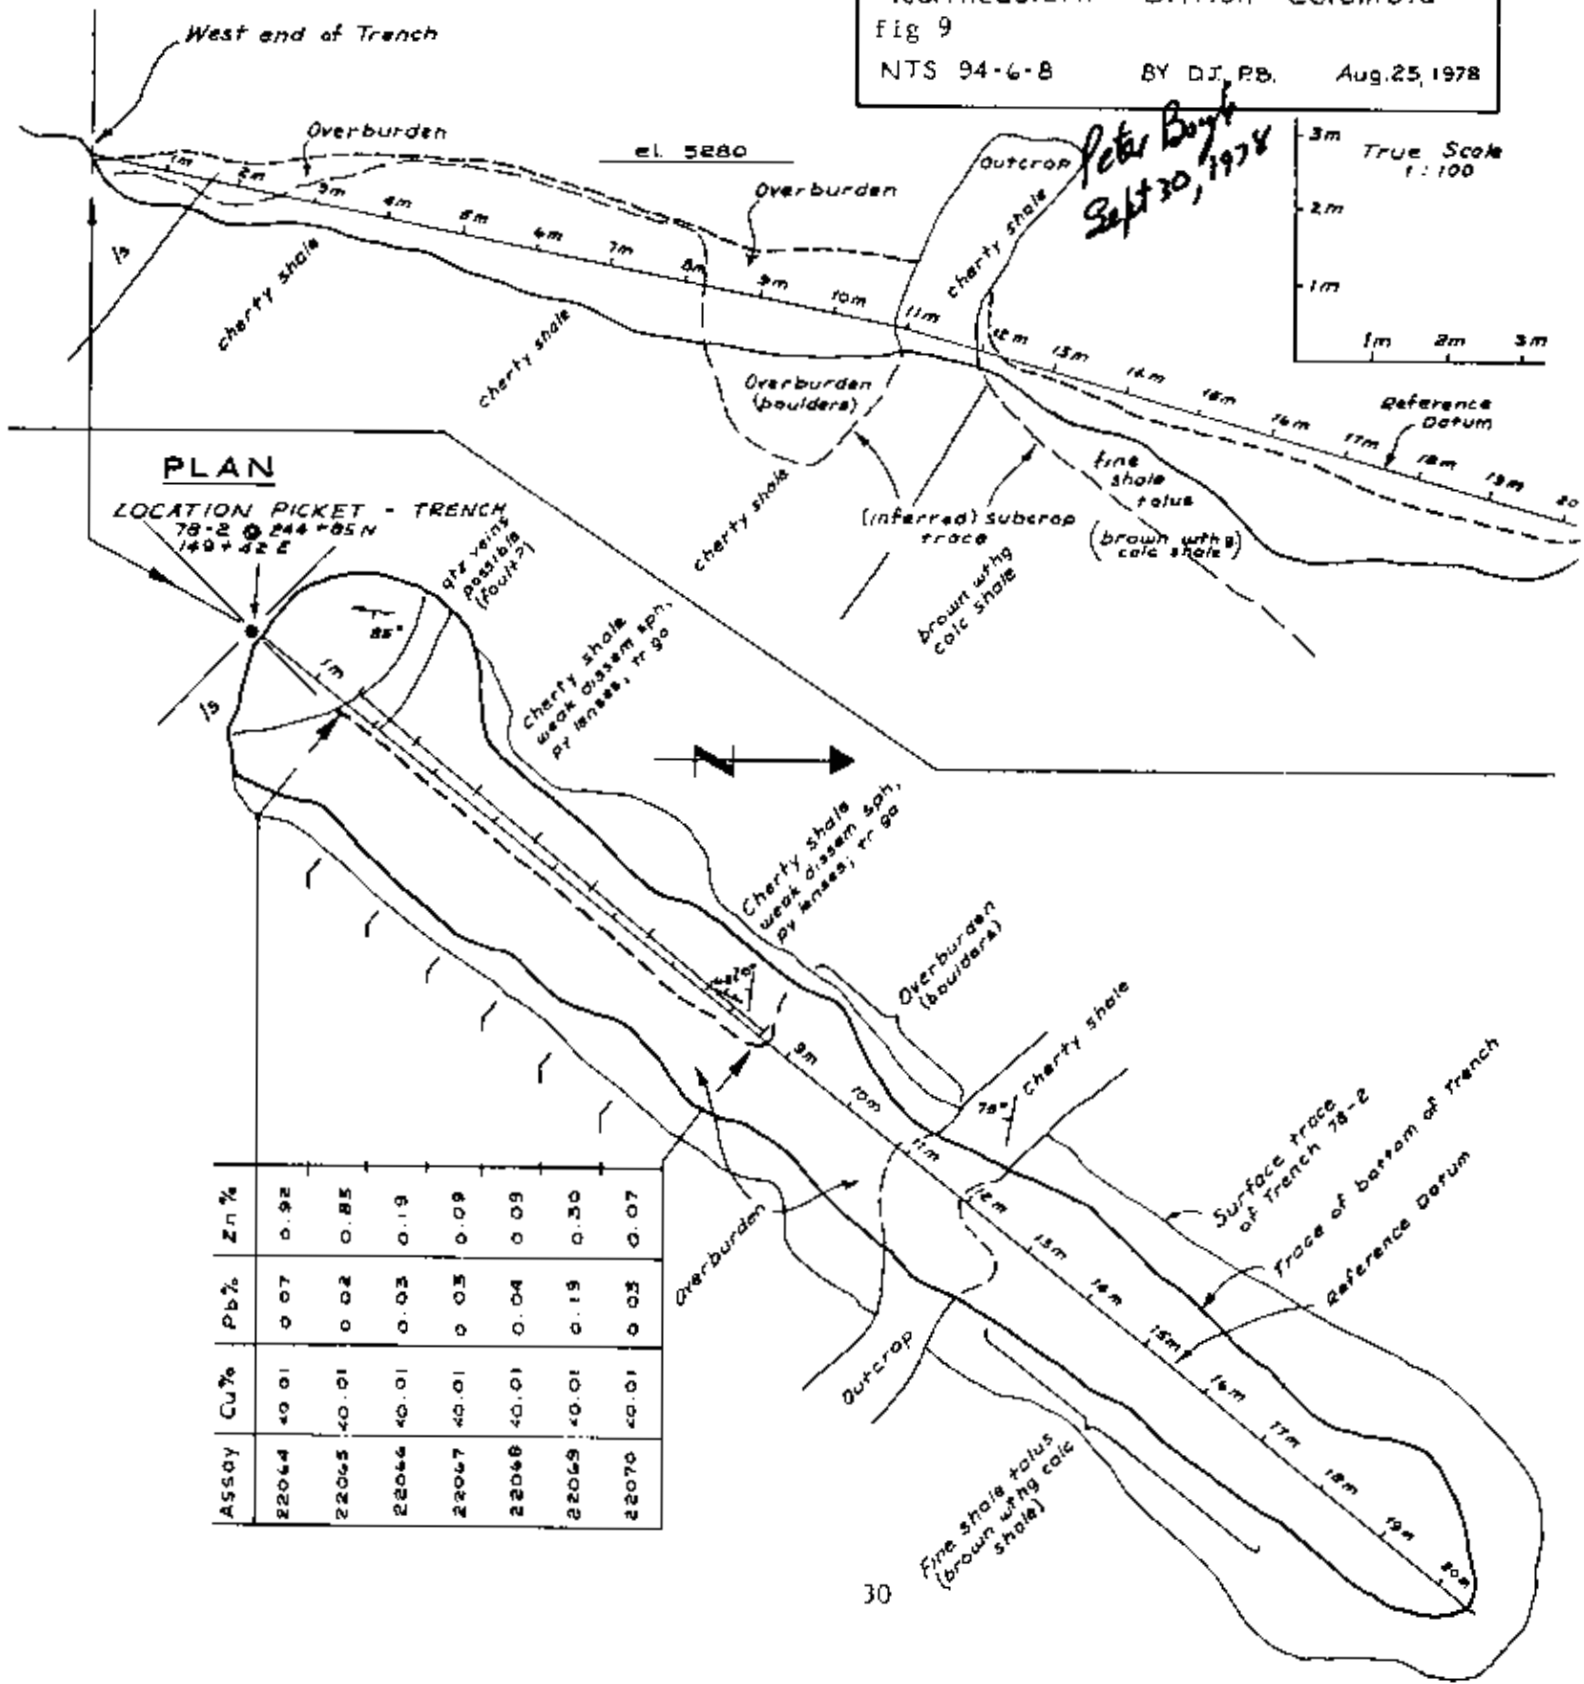 fig 9
NTS 94-6-8 BY DJ, P.B. Aug. 25, 1978
Sept 30, 1978
West end of Trench
Overburden
el. 5280
Overburden
Outcrop
cherty shale
3m
2m
1m
1m 2m 3m
True Scale
1:100
1m
2m
3m
4m
5m
6m
7m
8m
9m
10m
11m
12m
13m
14m
15m
16m
17m
18m
19m
20
ls
cherty shale
cherty shale
Overburden
(boulders)
cherty shale
(inferred) subcrop
trace
brown wthg
calc shale
fine
shale
talus
(brown wthg)
calc shale
Reference
Datum
PLAN
LOCATION PICKET - TRENCH
78-2 @ 244+85N
149+42 E
ls
85°
qtz veins
possible
(fault?)
1m
Cherty shale
weak dissem sph,
py lenses, tr ga
N
Cherty shale
weak dissem sph,
py lenses; tr ga
Overburden
(boulders)
Cherty shale
78°
9m
10m
11m
12m
13m
14m
15m
16m
17m
18m
19m
20m
Surface trace
of Trench 78-2
Trace of bottom of Trench
Reference Datum
Overburden
Outcrop
Fine shale talus
(brown wthg calc
shale)
Assay Cu% Pb% Zn%
22064 <0.01 0.07 0.92
22065 <0.01 0.02 0.85
22066 <0.01 0.03 0.19
22067 <0.01 0.03 0.09
22068 <0.01 0.04 0.09
22069 <0.01 0.19 0.30
22070 <0.01 0.03 0.07
30